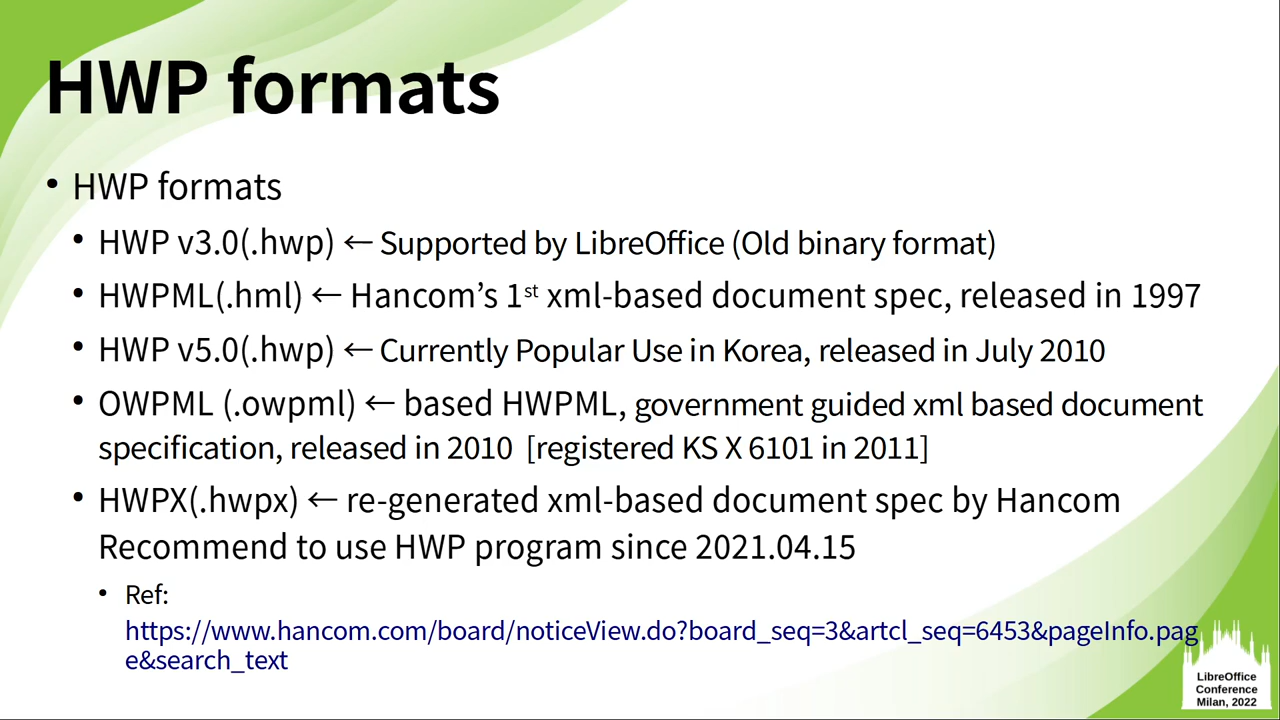 HWP formats
• HWP formats
• HWP v3.0(.hwp) ← Supported by LibreOffice (Old binary format)
• HWPML(.hml) ← Hancom’s 1st xml-based document spec, released in 1997
• HWP v5.0(.hwp) ← Currently Popular Use in Korea, released in July 2010
• OWPML (.owpml) ← based HWPML, government guided xml based document
specification, released in 2010 [registered KS X 6101 in 2011]
• HWPX(.hwpx) ← re-generated xml-based document spec by Hancom
Recommend to use HWP program since 2021.04.15
• Ref:
https://www.hancom.com/board/noticeView.do?board_seq=3&artcl_seq=6453&pageInfo.pag
e&search_text
LibreOffice
Conference
Milan, 2022